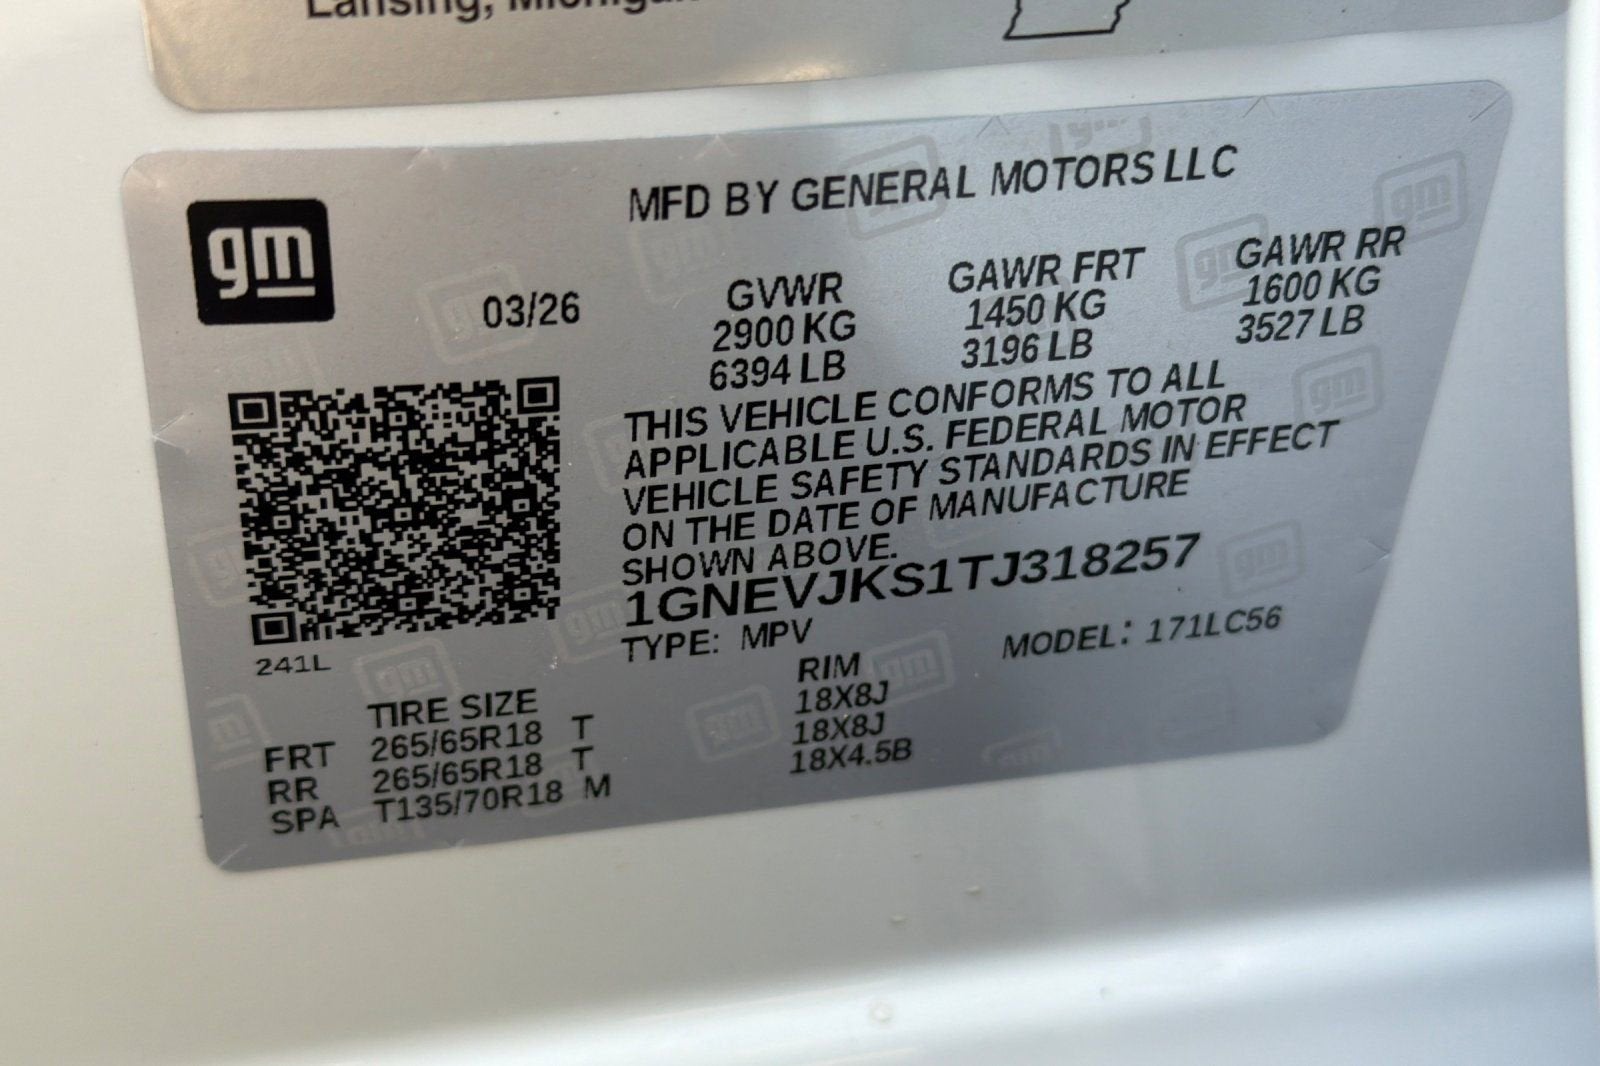 Lansing, Michigan
gm
MFD BY GENERAL MOTORS LLC
03/26
GVWR GAWR FRT GAWR RR
2900 KG 1450 KG 1600 KG
6394 LB 3196 LB 3527 LB
THIS VEHICLE CONFORMS TO ALL
APPLICABLE U.S. FEDERAL MOTOR
VEHICLE SAFETY STANDARDS IN EFFECT
ON THE DATE OF MANUFACTURE
SHOWN ABOVE.
1GNEVJKS1TJ318257
TYPE: MPV MODEL: 171LC56
241L
TIRE SIZE RIM
FRT 265/65R18 T 18X8J
RR 265/65R18 T 18X8J
SPA T135/70R18 M 18X4.5B